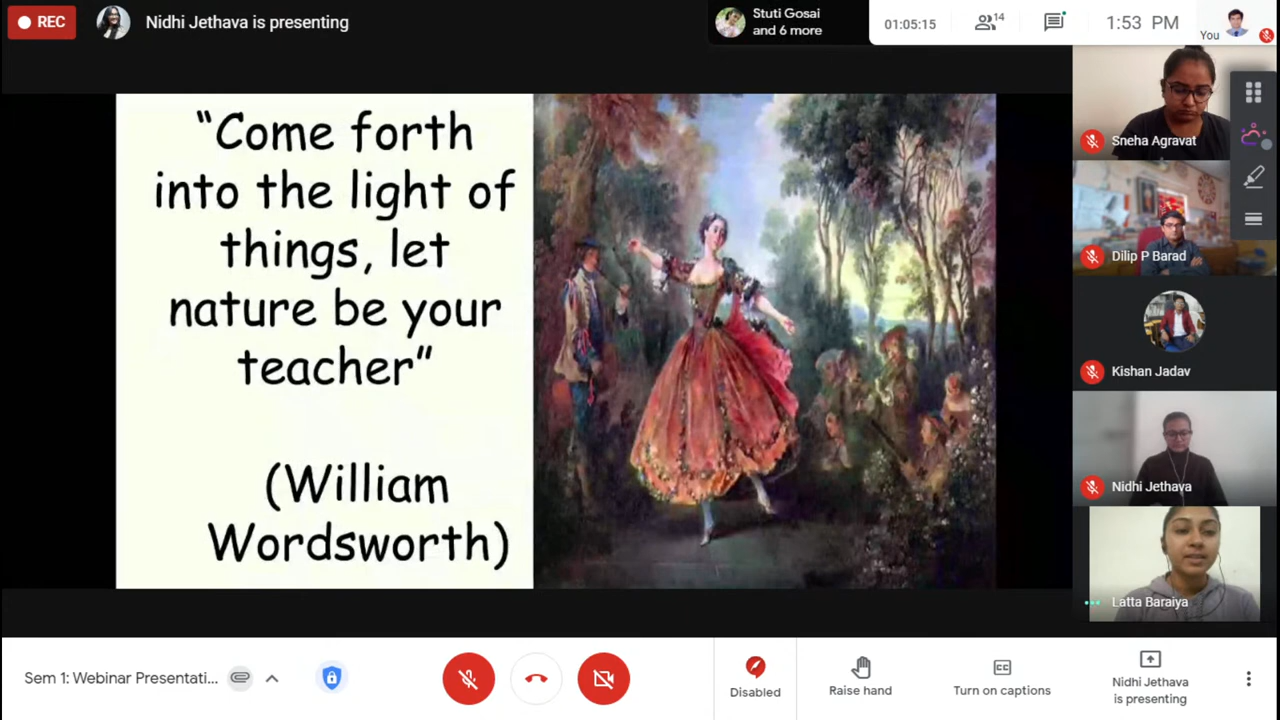 REC
Nidhi Jethava is presenting
Stuti Gosai
and 6 more
01:05:15
14
1:53 PM
You
“Come forth
into the light of
things, let
nature be your
teacher”
(William
Wordsworth)
Sneha Agravat
Dilip P Barad
Kishan Jadav
Nidhi Jethava
Latta Baraiya
Sem 1: Webinar Presentati...
Disabled
Raise hand
CC
Turn on captions
Nidhi Jethava
is presenting